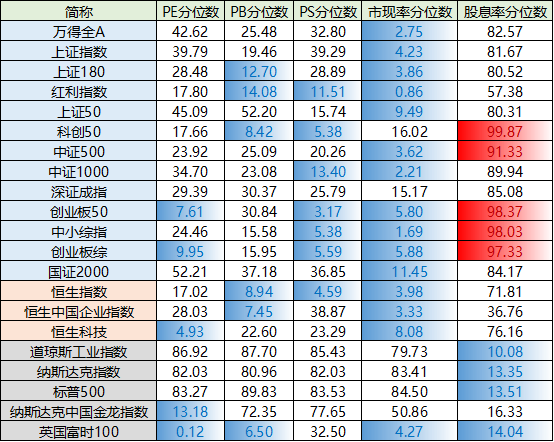 简称 PE分位数 PB分位数 PS分位数 市现率分位数 股息率分位数
万得全A 42.62 25.48 32.80 2.75 82.57
上证指数 39.79 19.46 39.29 4.23 81.67
上证180 28.48 12.70 28.89 3.86 80.52
红利指数 17.80 14.08 11.51 0.86 57.38
上证50 45.09 52.20 15.74 9.49 80.31
科创50 17.66 8.42 5.38 16.02 99.87
中证500 23.92 25.09 20.26 3.62 91.33
中证1000 34.70 23.08 13.40 2.21 89.94
深证成指 29.39 30.37 25.79 15.17 85.08
创业板50 7.61 30.84 3.17 5.80 98.37
中小综指 24.46 15.58 5.38 1.69 98.03
创业板综 9.95 15.95 5.59 5.88 97.33
国证2000 52.21 37.18 36.85 11.45 84.17
恒生指数 17.02 8.94 4.59 3.98 71.81
恒生中国企业指数 28.03 7.45 38.87 3.33 36.76
恒生科技 4.93 22.60 23.29 8.08 76.16
道琼斯工业指数 86.92 87.70 85.43 79.73 10.08
纳斯达克指数 82.03 80.96 82.03 83.41 13.35
标普500 83.27 89.83 83.53 84.50 13.51
纳斯达克中国金龙指数 13.18 72.35 77.65 50.86 16.33
英国富时100 0.12 6.50 32.50 4.27 14.04